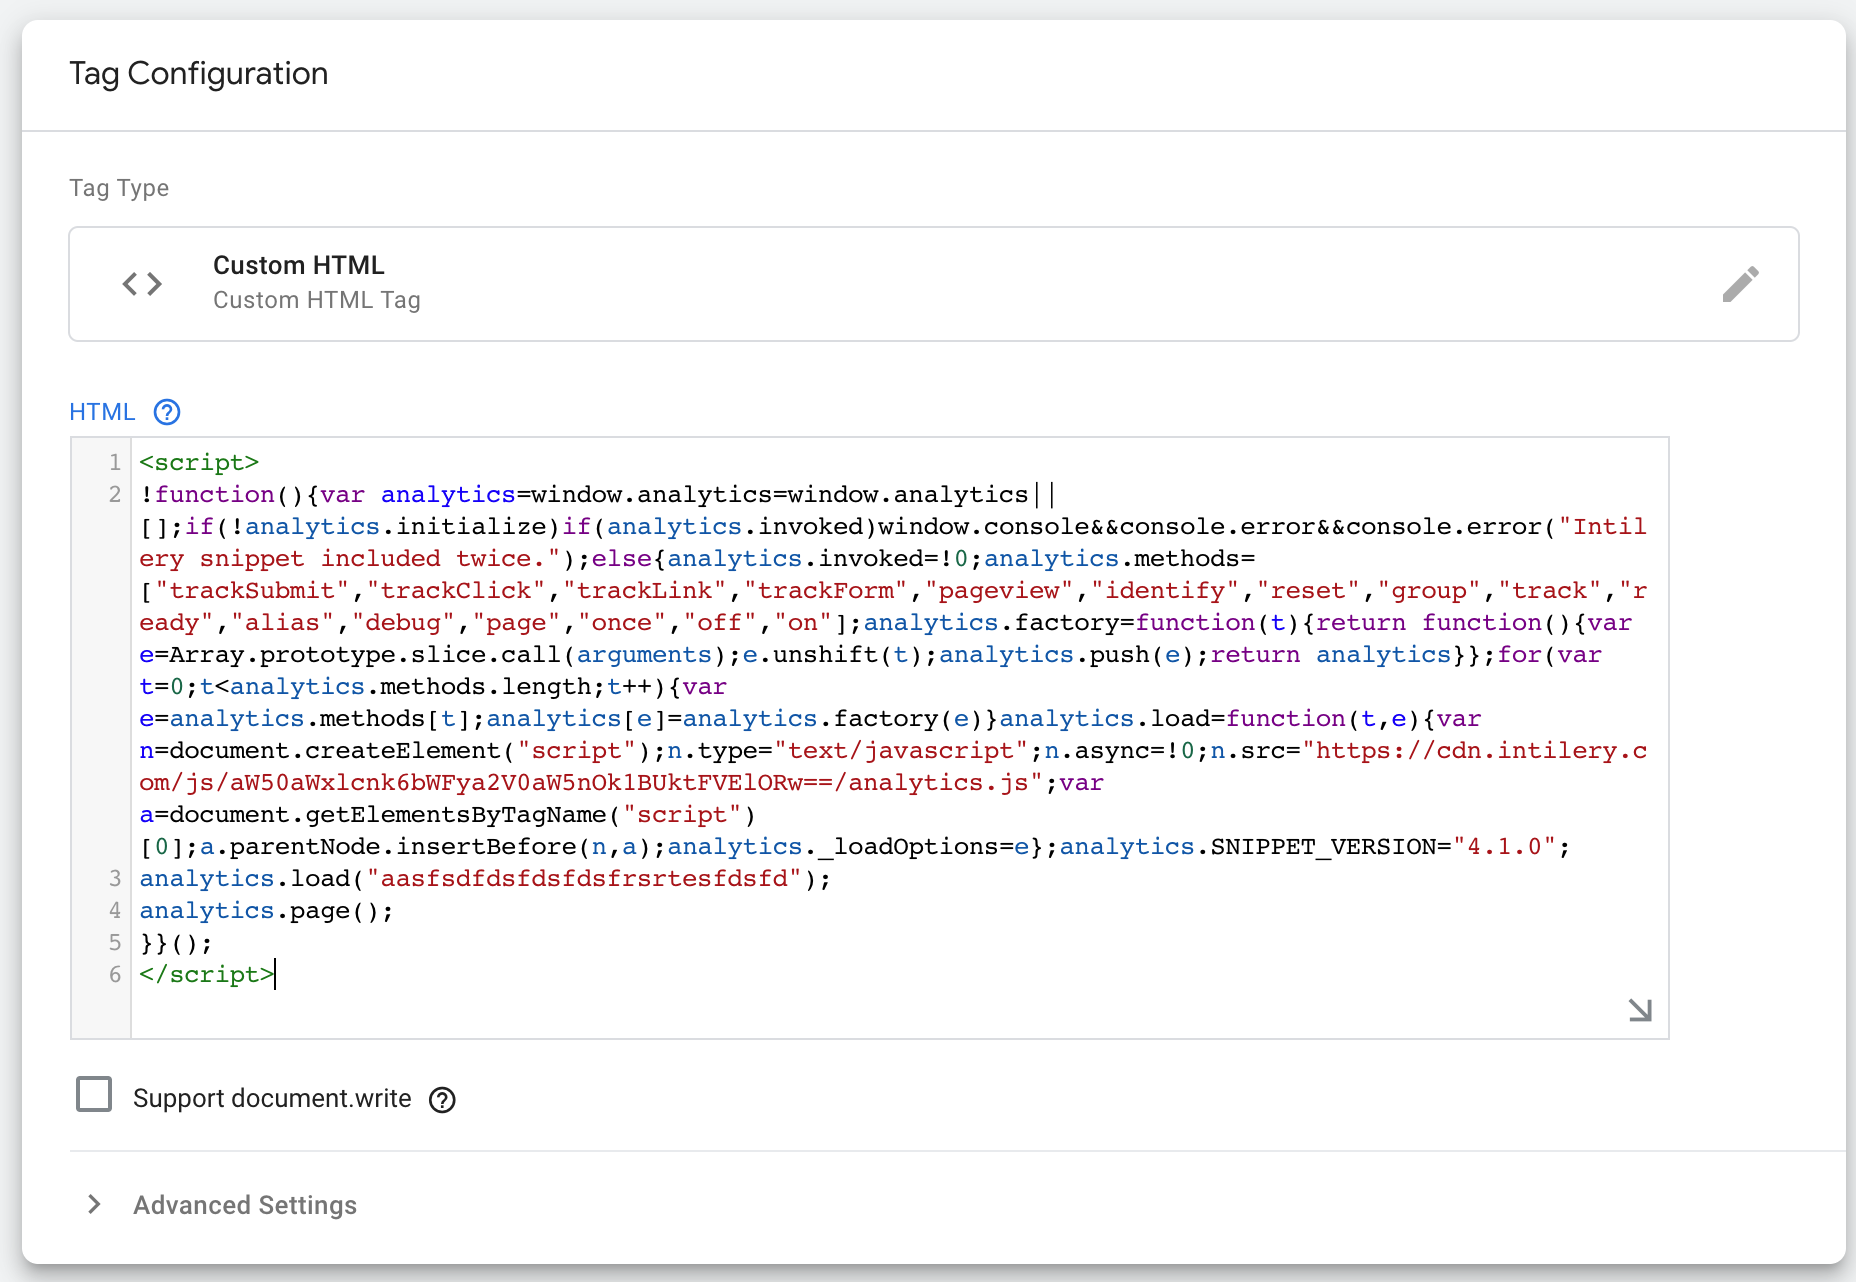 Tag Configuration
Tag Type
Custom HTML
Custom HTML Tag
HTML
1 <script>
2 !function(){var analytics=window.analytics=window.analytics||
[];if(!analytics.initialize)if(analytics.invoked)window.console&&console.error&&console.error("Intil
ery snippet included twice.");else{analytics.invoked=!0;analytics.methods=
["trackSubmit","trackClick","trackLink","trackForm","pageview","identify","reset","group","track","r
eady","alias","debug","page","once","off","on"];analytics.factory=function(t){return function(){var
e=Array.prototype.slice.call(arguments);e.unshift(t);analytics.push(e);return analytics}};for(var
t=0;t<analytics.methods.length;t++){var
e=analytics.methods[t];analytics[e]=analytics.factory(e)}analytics.load=function(t,e){var
n=document.createElement("script");n.type="text/javascript";n.async=!0;n.src="https://cdn.intilery.c
om/js/aW50aWxlcnk6bWFya2V0aW5nOk1BUktFVElORw==/analytics.js";var
a=document.getElementsByTagName("script")
[0];a.parentNode.insertBefore(n,a);analytics._loadOptions=e};analytics.SNIPPET_VERSION="4.1.0";
3 analytics.load("aasfsdfdsfdsfdsfrsrtesfdsfd");
4 analytics.page();
5 }}();
6 </script>
Support document.write
Advanced Settings